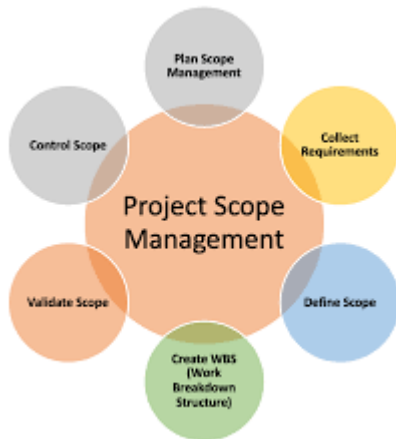 Plan Scope
Management
Collect
Requirements
Define Scope
Create WBS
(Work
Breakdown
Structure)
Validate Scope
Control Scope
Project Scope
Management